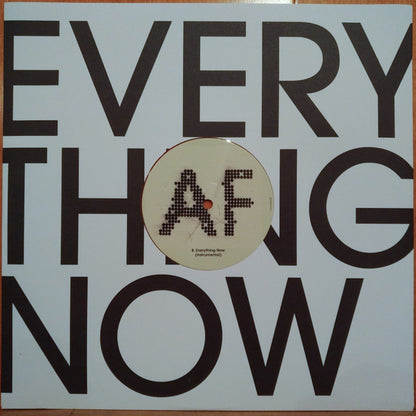 EVERY
THING
AF
B. Everything Now
(Instrumental)
NOW